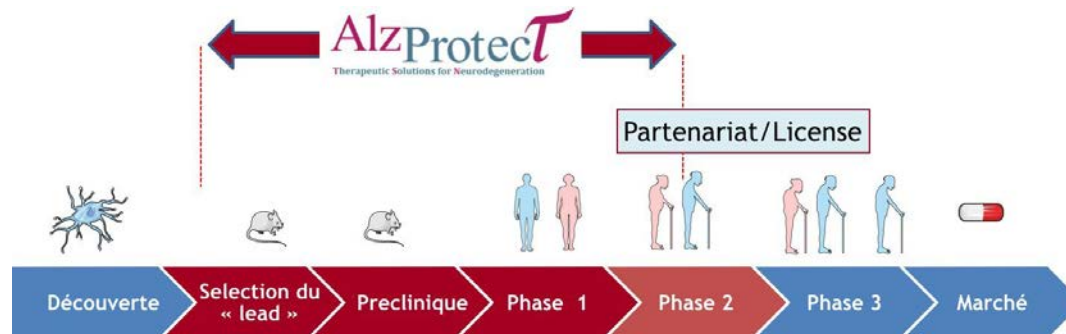 AlzProtecT
Therapeutic Solutions for Neurodegeneration
Partenariat/License
Découverte
Selection du
« lead »
Preclinique
Phase 1
Phase 2
Phase 3
Marché